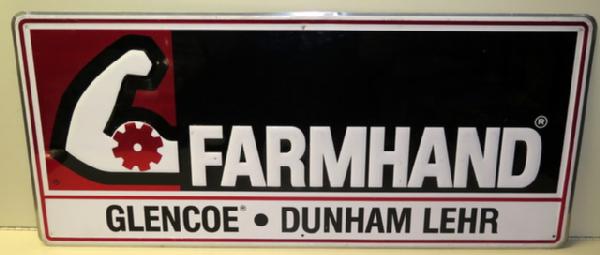 FARMHAND®
GLENCOE® • DUNHAM LEHR